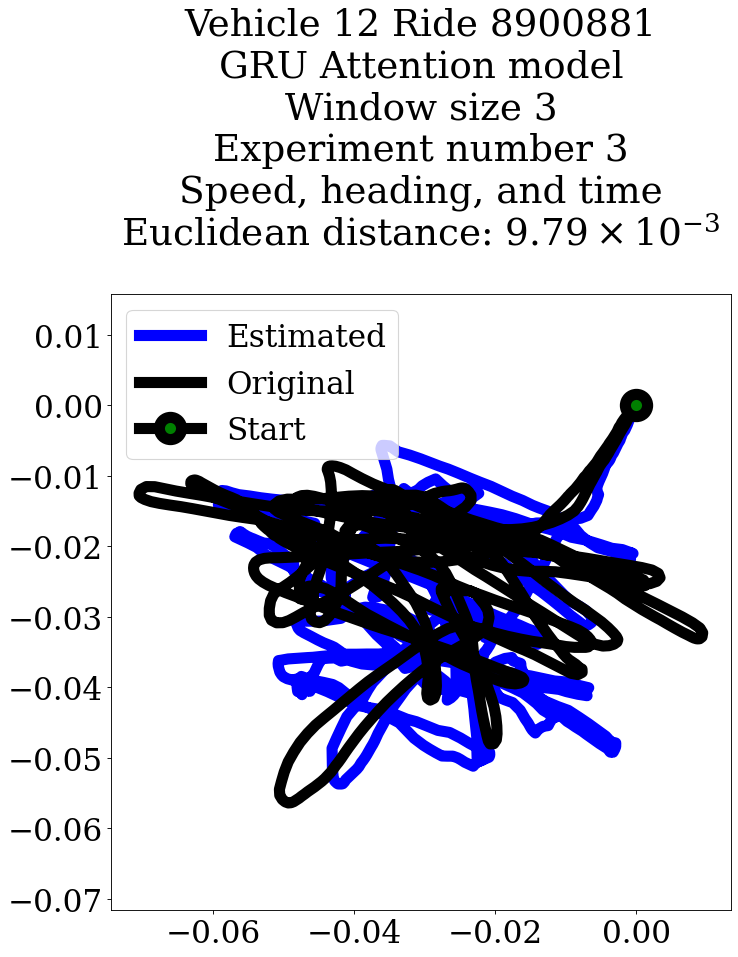 Vehicle 12 Ride 8900881
GRU Attention model
Window size 3
Experiment number 3
Speed, heading, and time
Euclidean distance: 9.79 × 10⁻³
Estimated
Original
Start
0.01
0.00
−0.01
−0.02
−0.03
−0.04
−0.05
−0.06
−0.07
−0.06 −0.04 −0.02 0.00